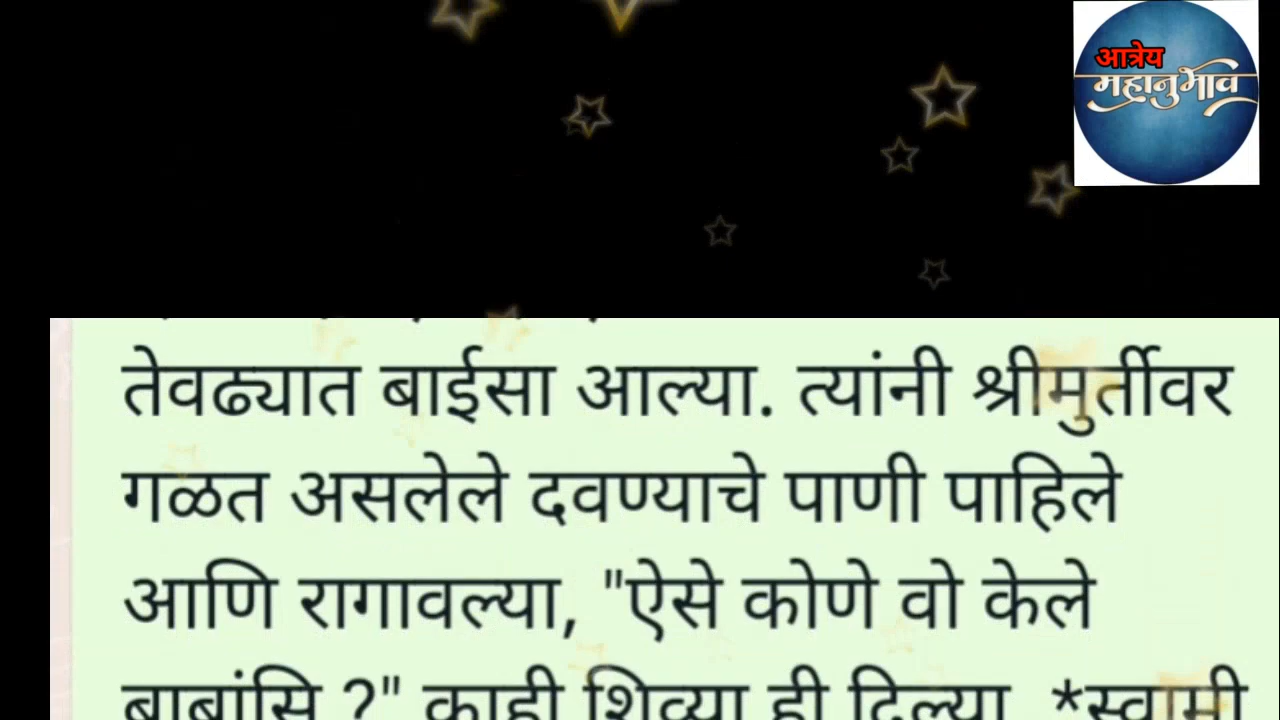 आत्रेय
महानुभाव
तेवढ्यात बाईसा आल्या. त्यांनी श्रीमुर्तीवर
गळत असलेले दवण्याचे पाणी पाहिले
आणि रागावल्या, "ऐसे कोणे वो केले
बाबांसि ?" काही शिव्या ही दिल्या *स्वामी